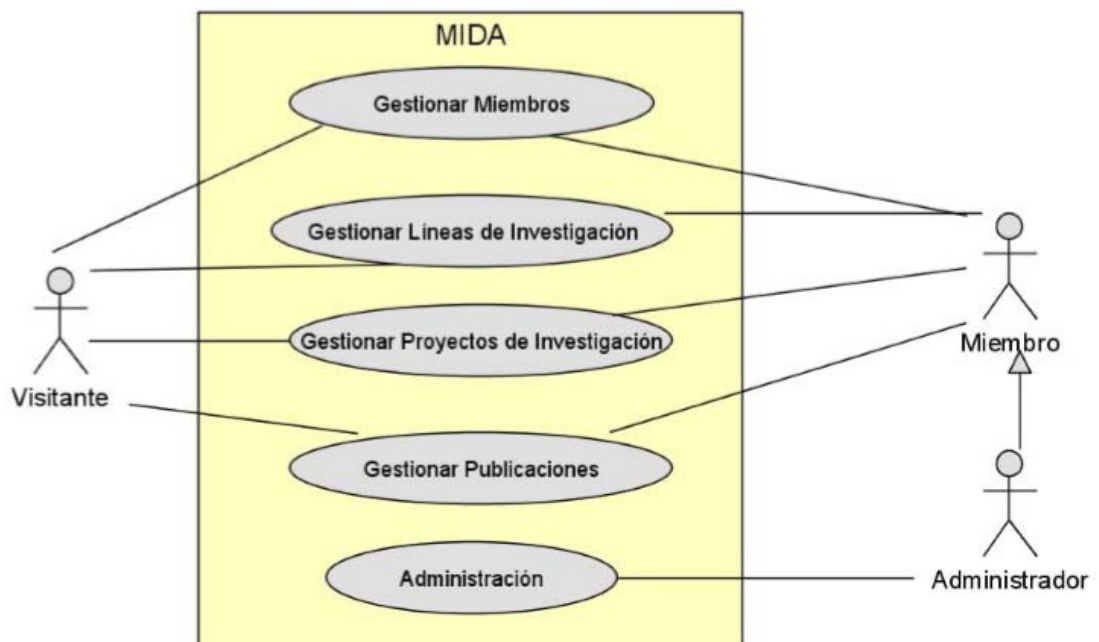 MIDA
Gestionar Miembros
Gestionar Líneas de Investigación
Gestionar Proyectos de Investigación
Miembro
Visitante
Gestionar Publicaciones
Administración
Administrador